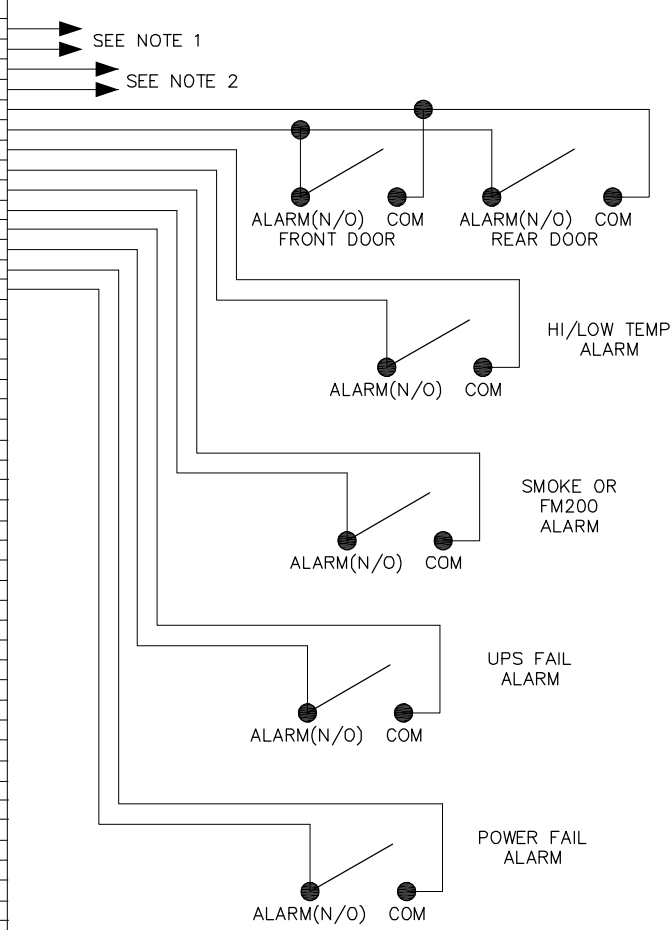 SEE NOTE 1
SEE NOTE 2
ALARM(N/O) COM ALARM(N/O) COM
FRONT DOOR REAR DOOR
HI/LOW TEMP
ALARM
ALARM(N/O) COM
SMOKE OR
FM200
ALARM
ALARM(N/O) COM
UPS FAIL
ALARM
ALARM(N/O) COM
POWER FAIL
ALARM
ALARM(N/O) COM